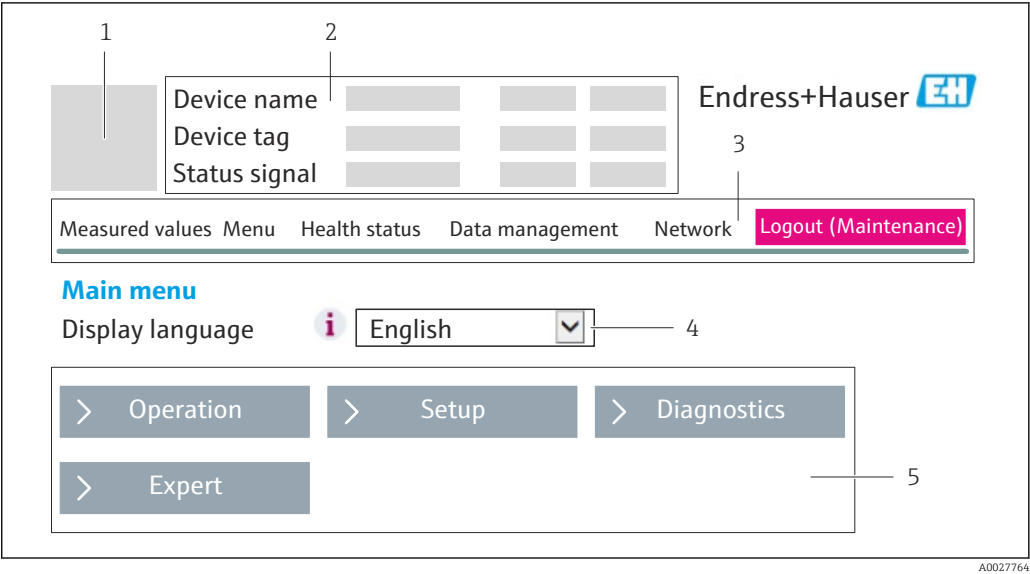 1
2
Device name
Endress+Hauser EH
Device tag
3
Status signal
Measured values Menu Health status Data management Network Logout (Maintenance)
Main menu
Display language i English 4
Operation Setup Diagnostics
Expert 5
A0027764